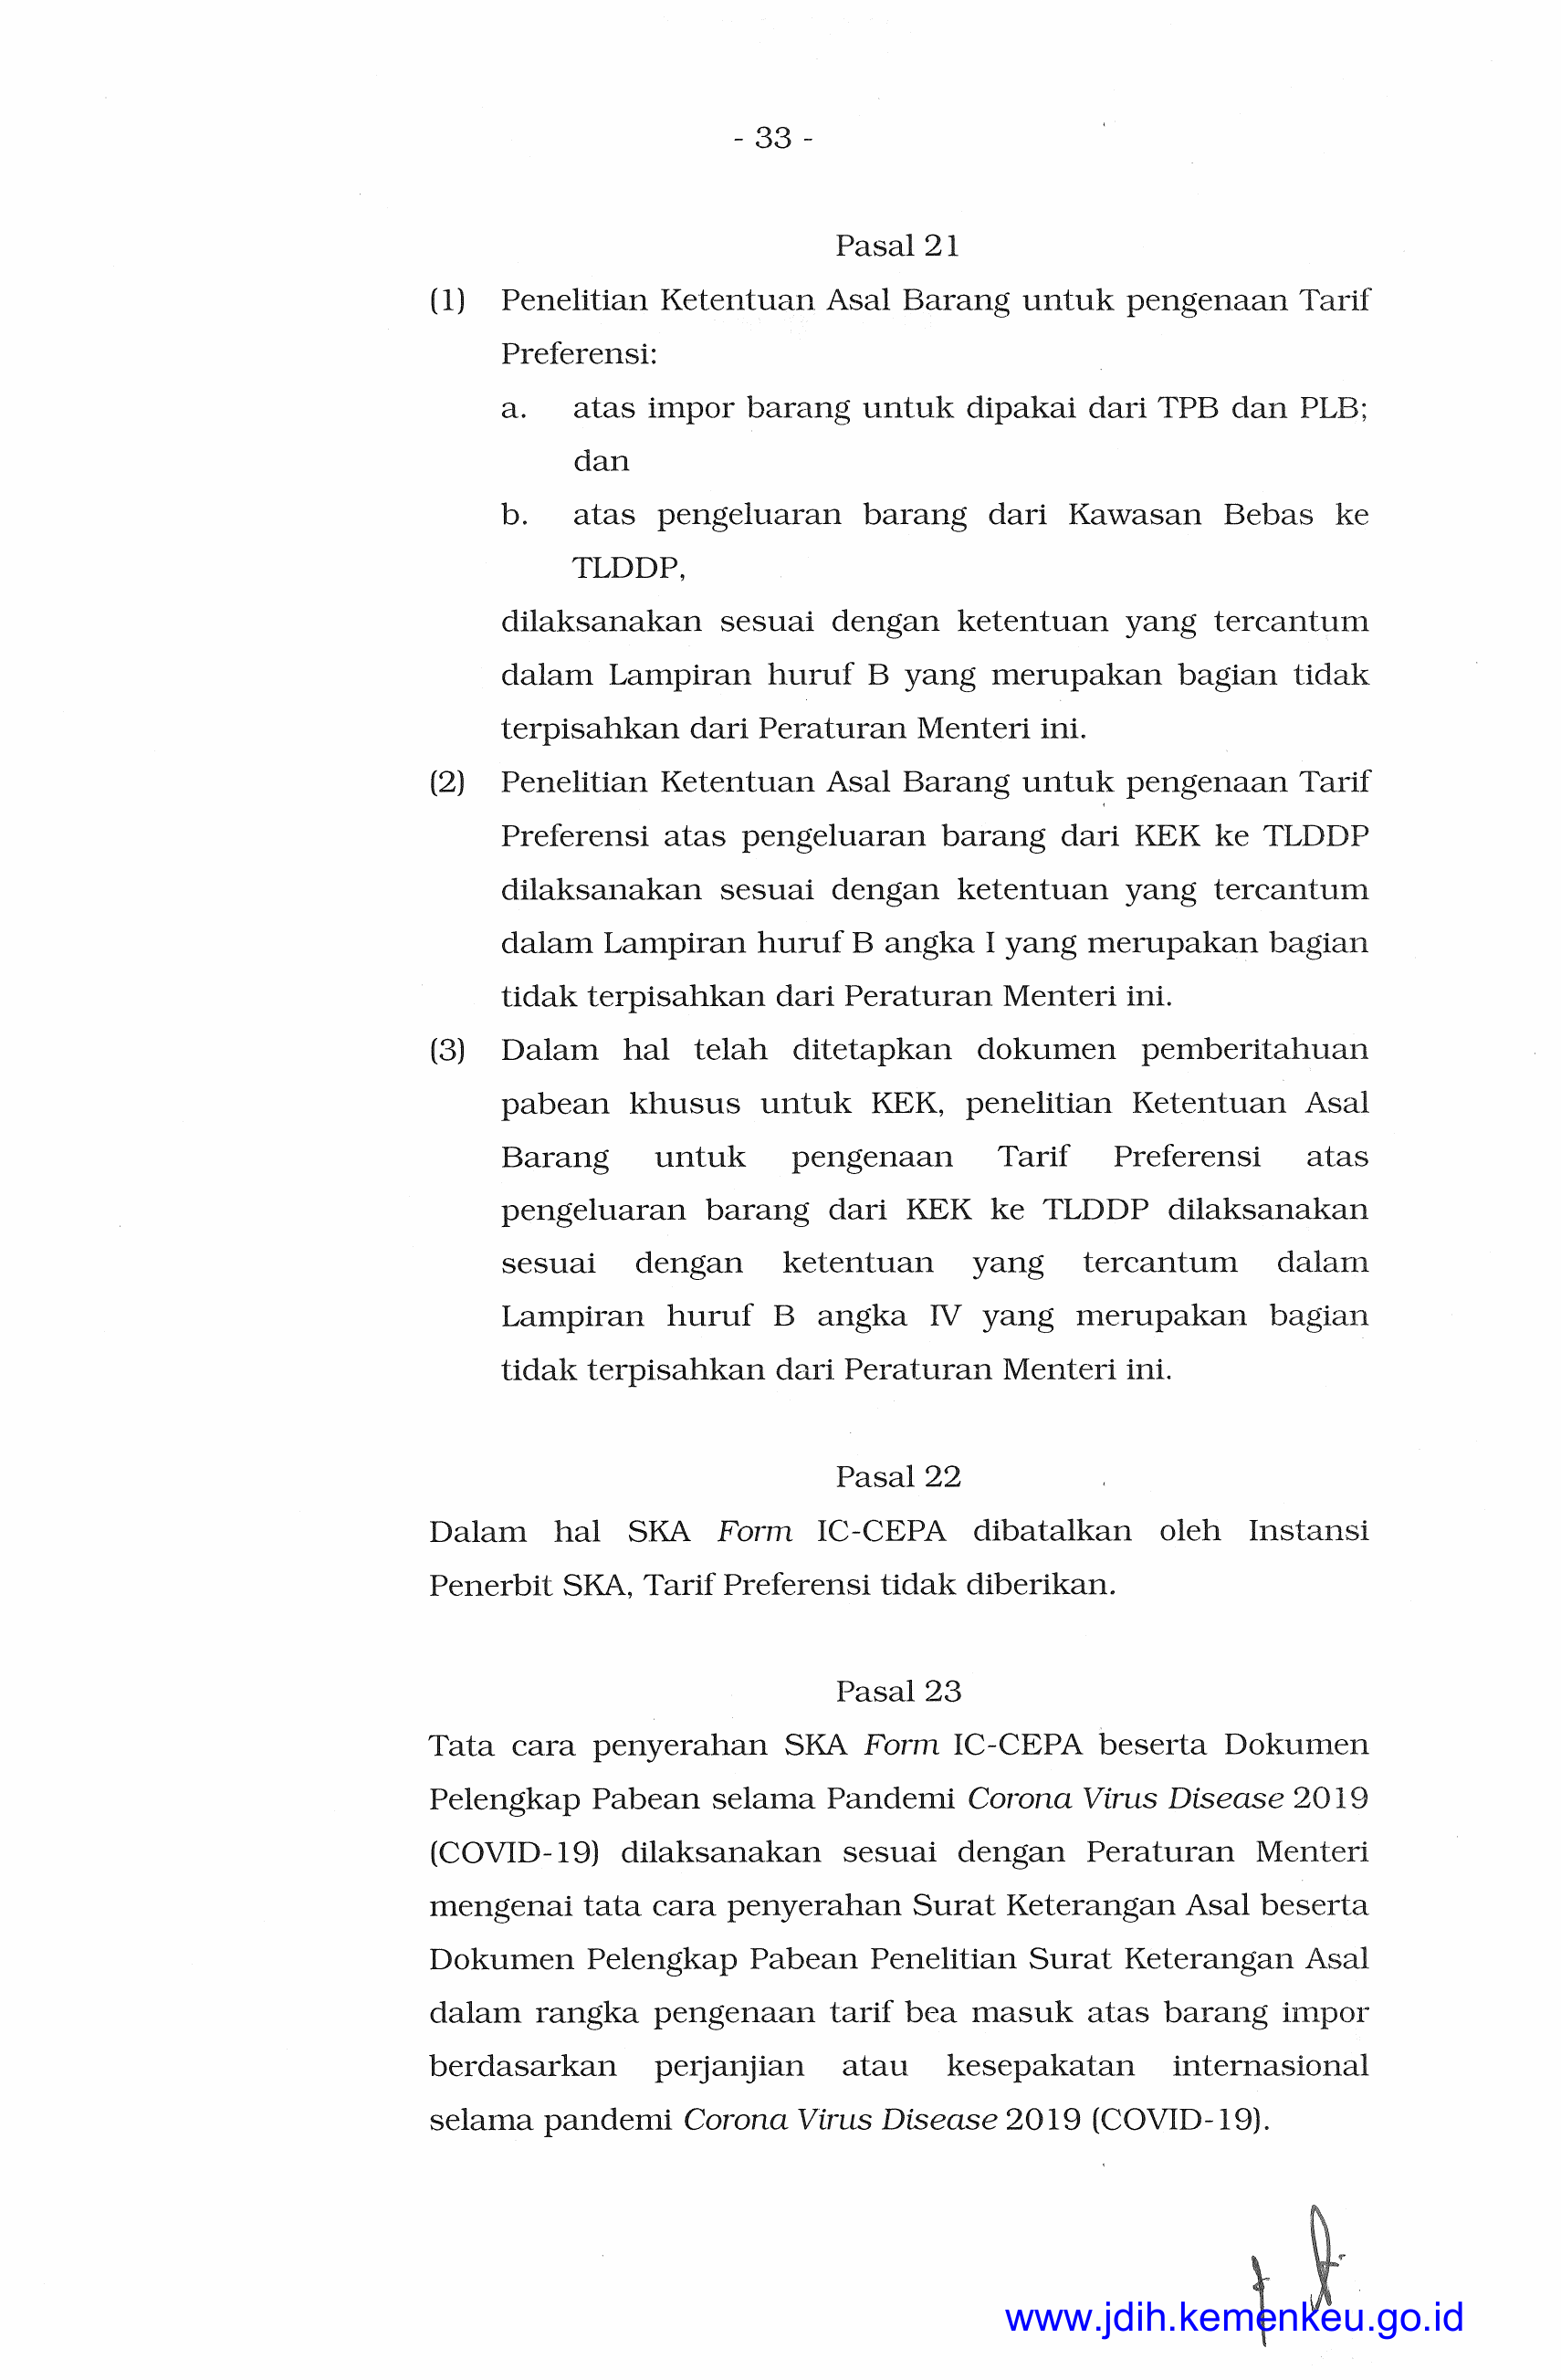 - 33 -
Pasal 21
(1) Penelitian Ketentuan Asal Barang untuk pengenaan Tarif
Preferensi:
a. atas impor barang untuk dipakai dari TPB dan PLB;
dan
b. atas pengeluaran barang dari Kawasan Bebas ke
TLDDP,
dilaksanakan sesuai dengan ketentuan yang tercantum
dalam Lampiran huruf B yang merupakan bagian tidak
terpisahkan dari Peraturan Menteri ini.
(2) Penelitian Ketentuan Asal Barang untuk pengenaan Tarif
Preferensi atas pengeluaran barang dari KEK ke TLDDP
dilaksanakan sesuai dengan ketentuan yang tercantum
dalam Lampiran huruf B angka I yang merupakan bagian
tidak terpisahkan dari Peraturan Menteri ini.
(3) Dalam hal telah ditetapkan dokumen pemberitahuan
pabean khusus untuk KEK, penelitian Ketentuan Asal
Barang untuk pengenaan Tarif Preferensi atas
pengeluaran barang dari KEK ke TLDDP dilaksanakan
sesuai dengan ketentuan yang tercantum dalam
Lampiran huruf B angka IV yang merupakan bagian
tidak terpisahkan dari Peraturan Menteri ini.
Pasal 22
Dalam hal SKA Form IC-CEPA dibatalkan oleh Instansi
Penerbit SKA, Tarif Preferensi tidak diberikan.
Pasal 23
Tata cara penyerahan SKA Form IC-CEPA beserta Dokumen
Pelengkap Pabean selama Pandemi Corona Virus Disease 2019
(COVID-19) dilaksanakan sesuai dengan Peraturan Menteri
mengenai tata cara penyerahan Surat Keterangan Asal beserta
Dokumen Pelengkap Pabean Penelitian Surat Keterangan Asal
dalam rangka pengenaan tarif bea masuk atas barang impor
berdasarkan perjanjian atau kesepakatan internasional
selama pandemi Corona Virus Disease 2019 (COVID-19).
www.jdih.kemenkeu.go.id